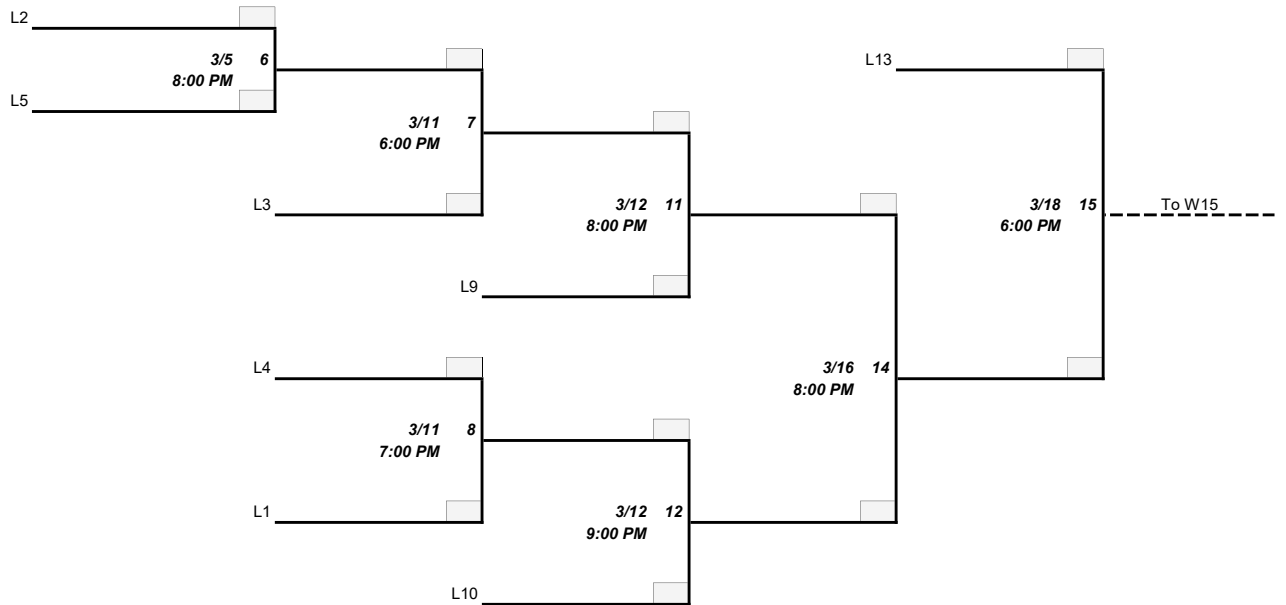 L2
3/5 6
8:00 PM
L5
L13
3/11 7
6:00 PM
L3
3/12 11
8:00 PM
3/18 15
6:00 PM
To W15
L9
L4
3/16 14
8:00 PM
3/11 8
7:00 PM
L1
3/12 12
9:00 PM
L10